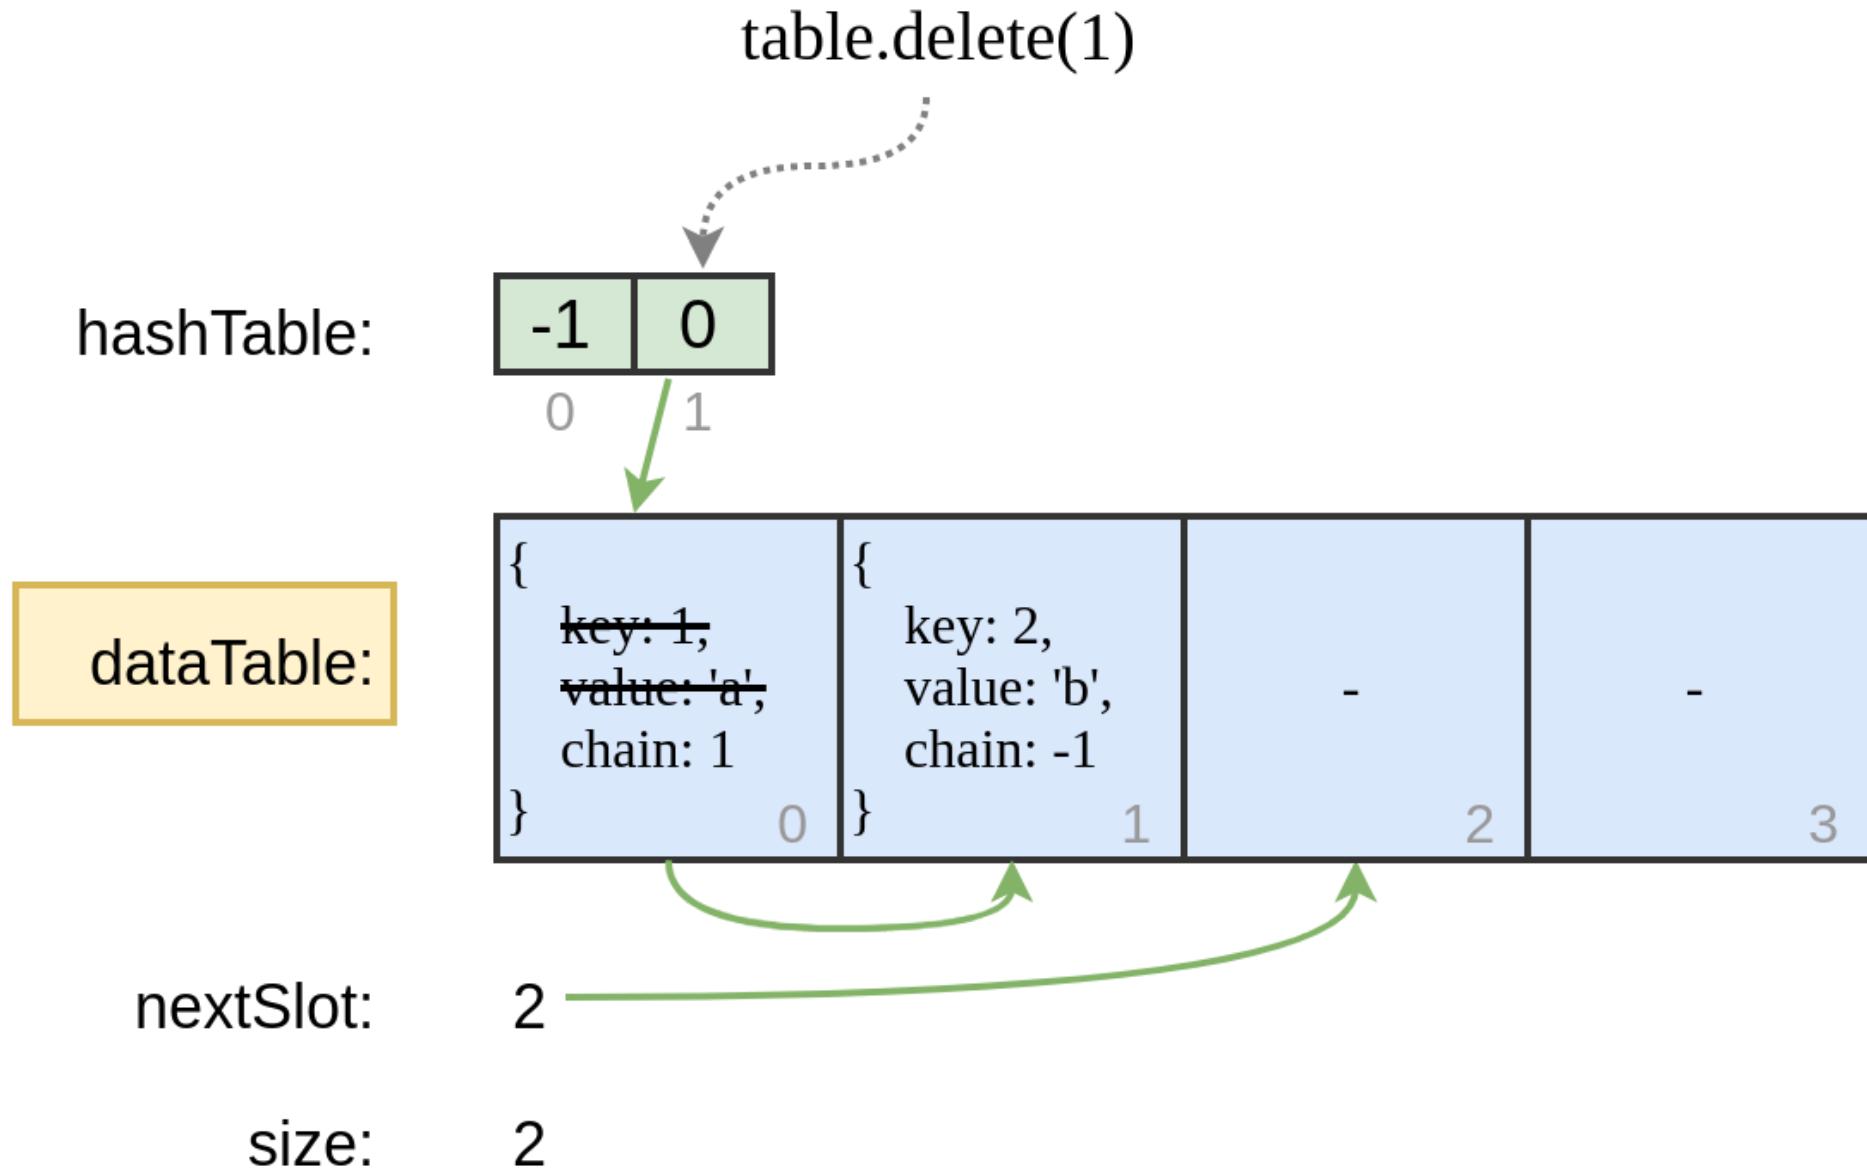 table.delete(1)
hashTable:
-1 0
0 1
dataTable:
{
key: 1,
value: 'a',
chain: 1
}
0
{
key: 2,
value: 'b',
chain: -1
}
1
-
2
-
3
nextSlot: 2
size: 2